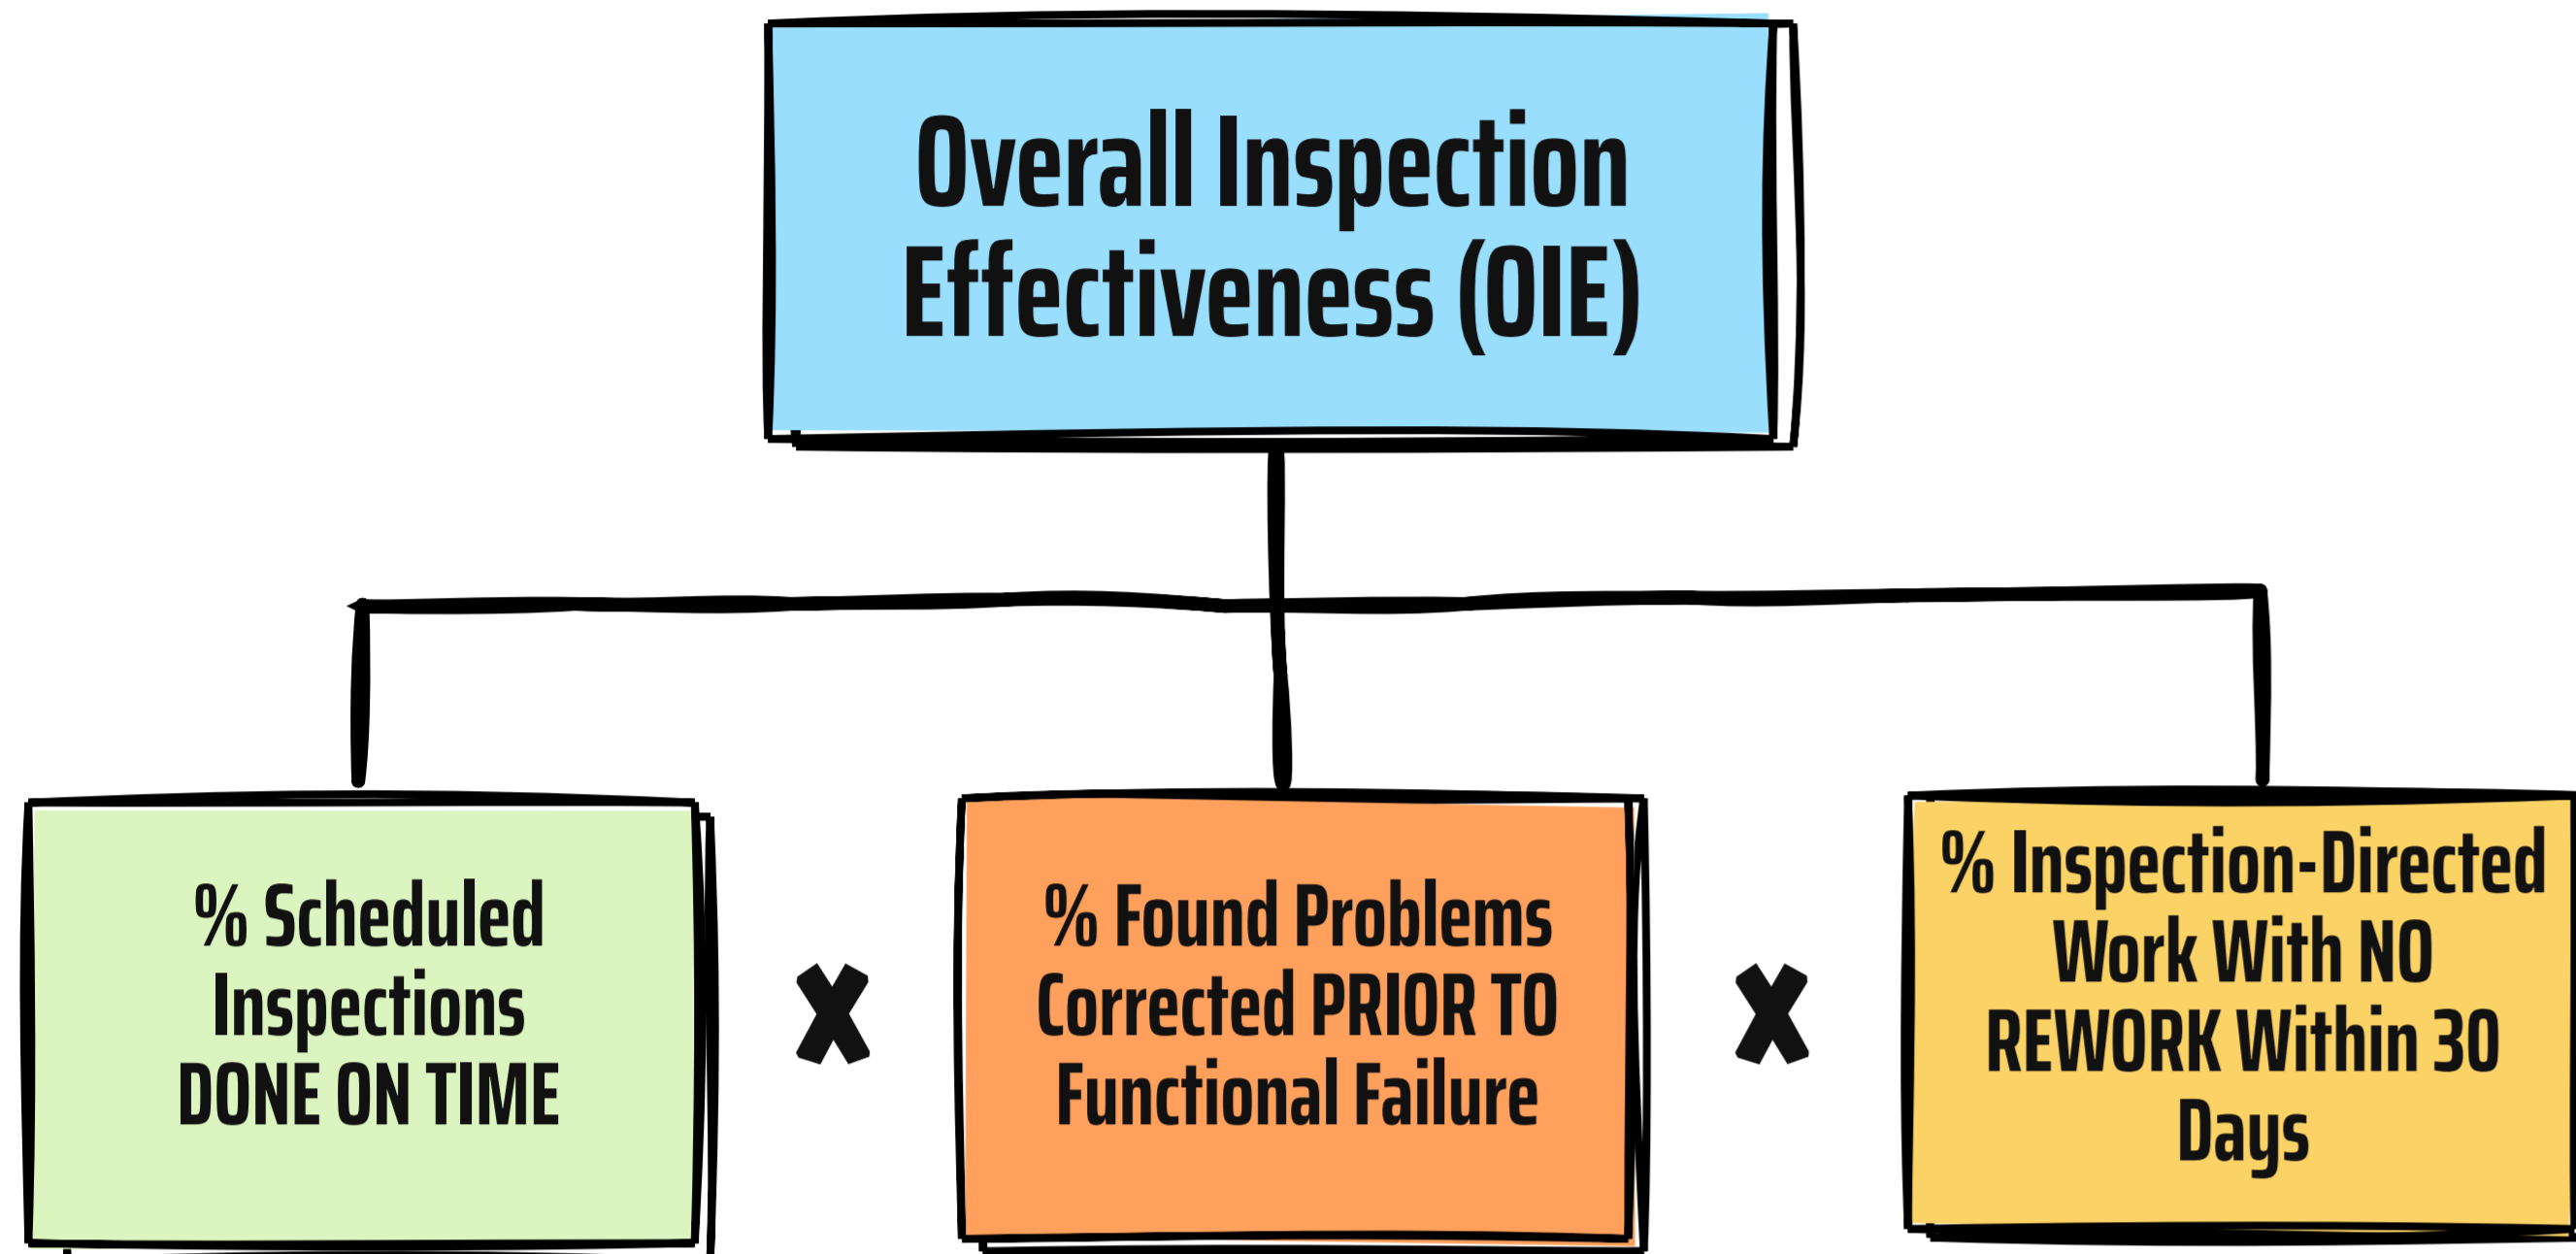 Overall Inspection
Effectiveness (OIE)
% Scheduled
Inspections
DONE ON TIME
x
% Found Problems
Corrected PRIOR TO
Functional Failure
x
% Inspection-Directed
Work With NO
REWORK Within 30
Days